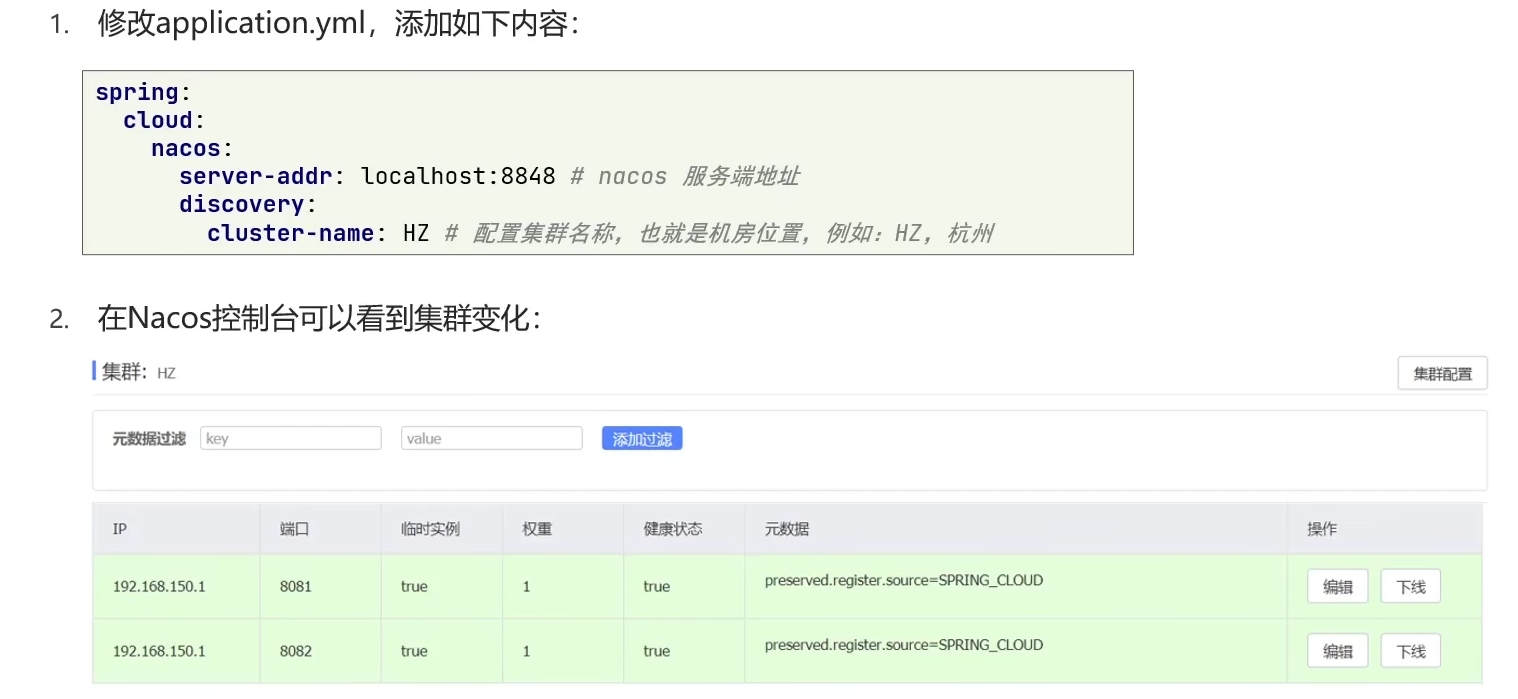 1. 修改application.yml，添加如下内容：
spring:
  cloud:
    nacos:
      server-addr: localhost:8848 # nacos 服务端地址
      discovery:
        cluster-name: HZ # 配置集群名称，也就是机房位置，例如：HZ，杭州
2. 在Nacos控制台可以看到集群变化：
集群： HZ 集群配置
元数据过滤 key value 添加过滤
IP 端口 临时实例 权重 健康状态 元数据 操作
192.168.150.1 8081 true 1 true preserved.register.source=SPRING_CLOUD 编辑 下线
192.168.150.1 8082 true 1 true preserved.register.source=SPRING_CLOUD 编辑 下线